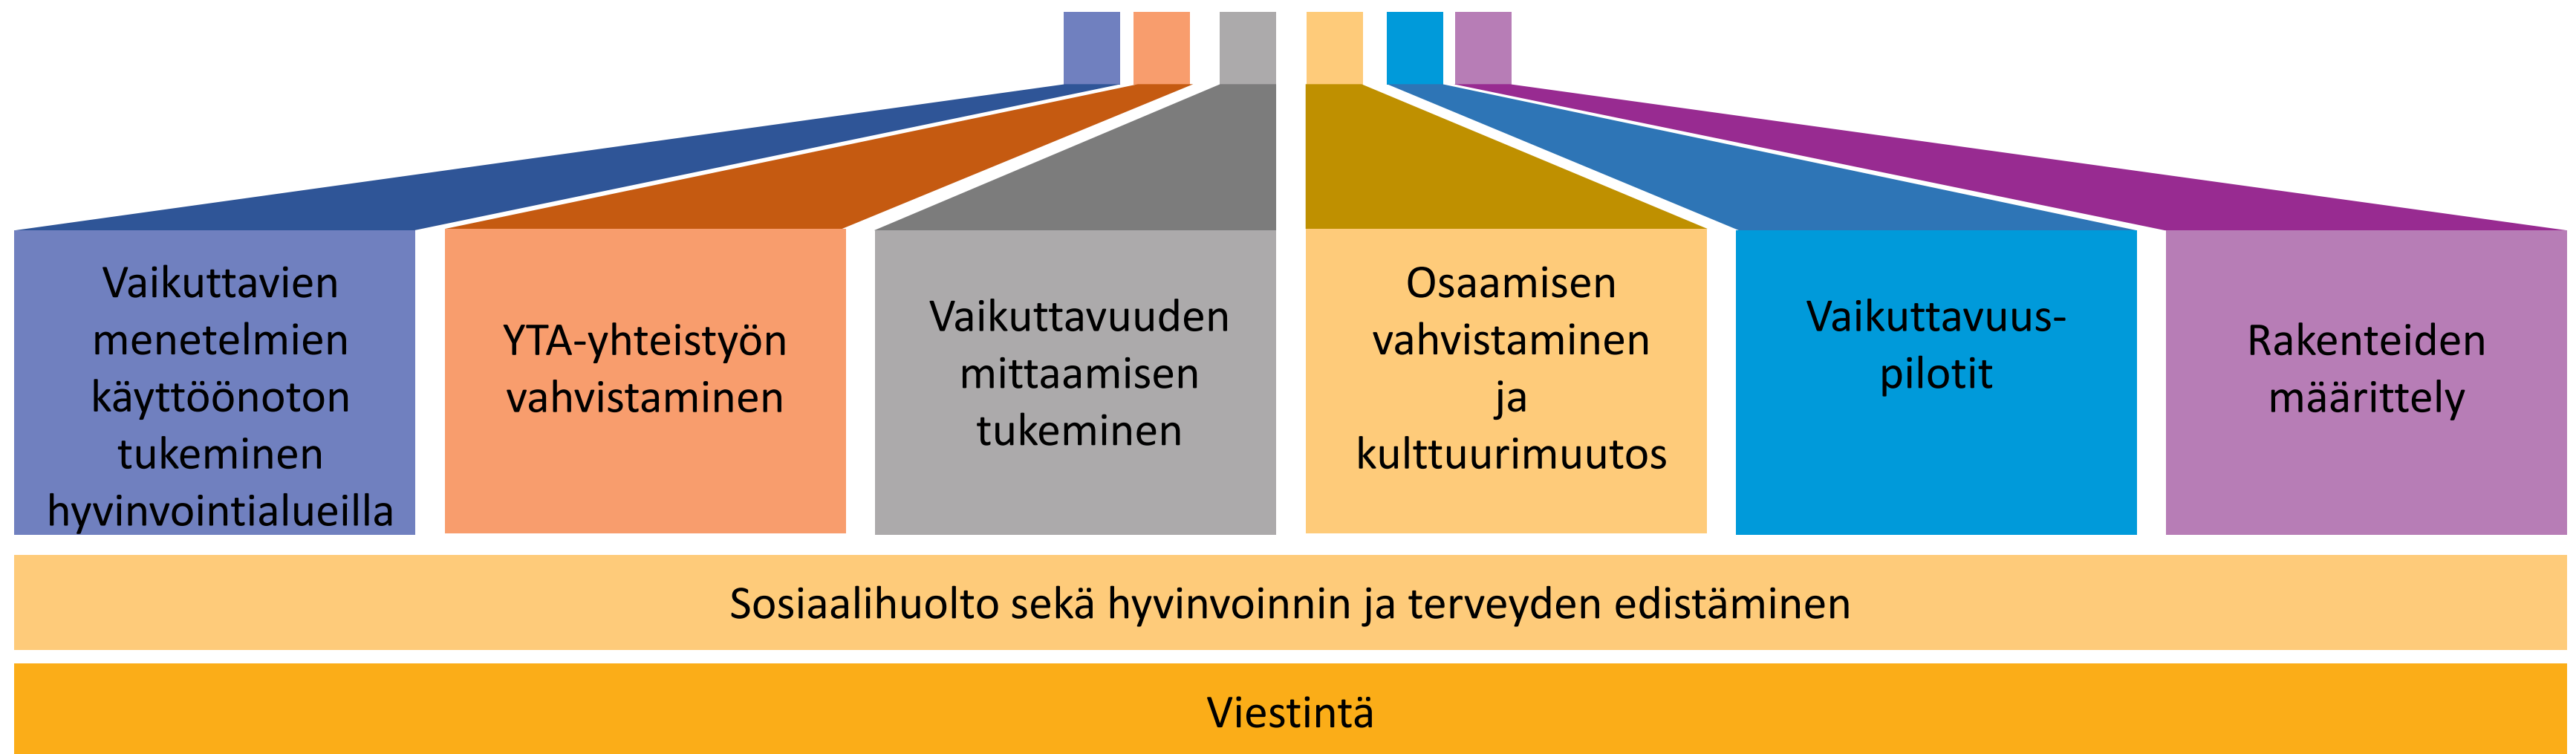 Vaikuttavien
menetelmien
käyttöönoton
tukeminen
hyvinvointialueilla
YTA-yhteistyön
vahvistaminen
Vaikuttavuuden
mittaamisen
tukeminen
Osaamisen
vahvistaminen
ja
kulttuurimuutos
Vaikuttavuus-
pilotit
Rakenteiden
määrittely
Sosiaalihuolto sekä hyvinvoinnin ja terveyden edistäminen
Viestintä